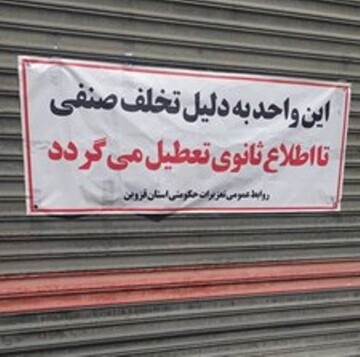 این واحد به دلیل تخلف صنفی
تا اطلاع ثانوی تعطیل می گردد
روابط عمومی تعزیرات حکومتی استان قزوین